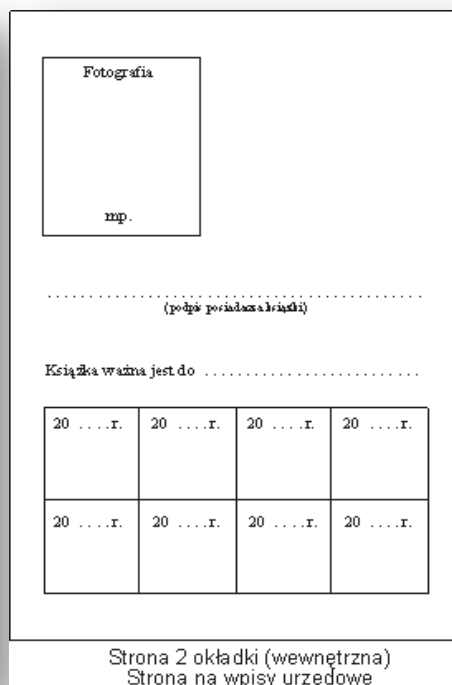 Fotografia
mp.
. . . . . . . . . . . . . . . . . . . . . . . . . . . . . . . . . . . . . . . . . . . . .
(podpis posiadacza książki)
Książka ważna jest do . . . . . . . . . . . . . . . . . . . . . . . . . .
20 . . . .r. 20 . . . .r. 20 . . . .r. 20 . . . .r.
20 . . . .r. 20 . . . .r. 20 . . . .r. 20 . . . .r.
Strona 2 okładki (wewnętrzna)
Strona na wpisy urzędowe